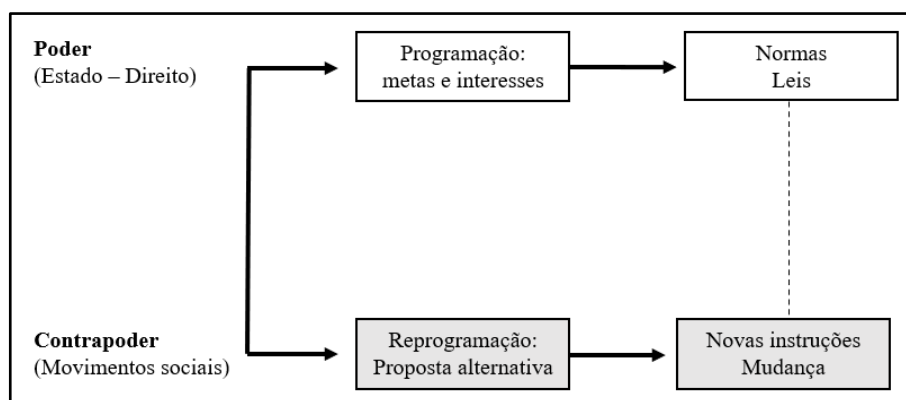 Poder
(Estado – Direito)
Programação:
metas e interesses
Normas
Leis
Contrapoder
(Movimentos sociais)
Reprogramação:
Proposta alternativa
Novas instruções
Mudança